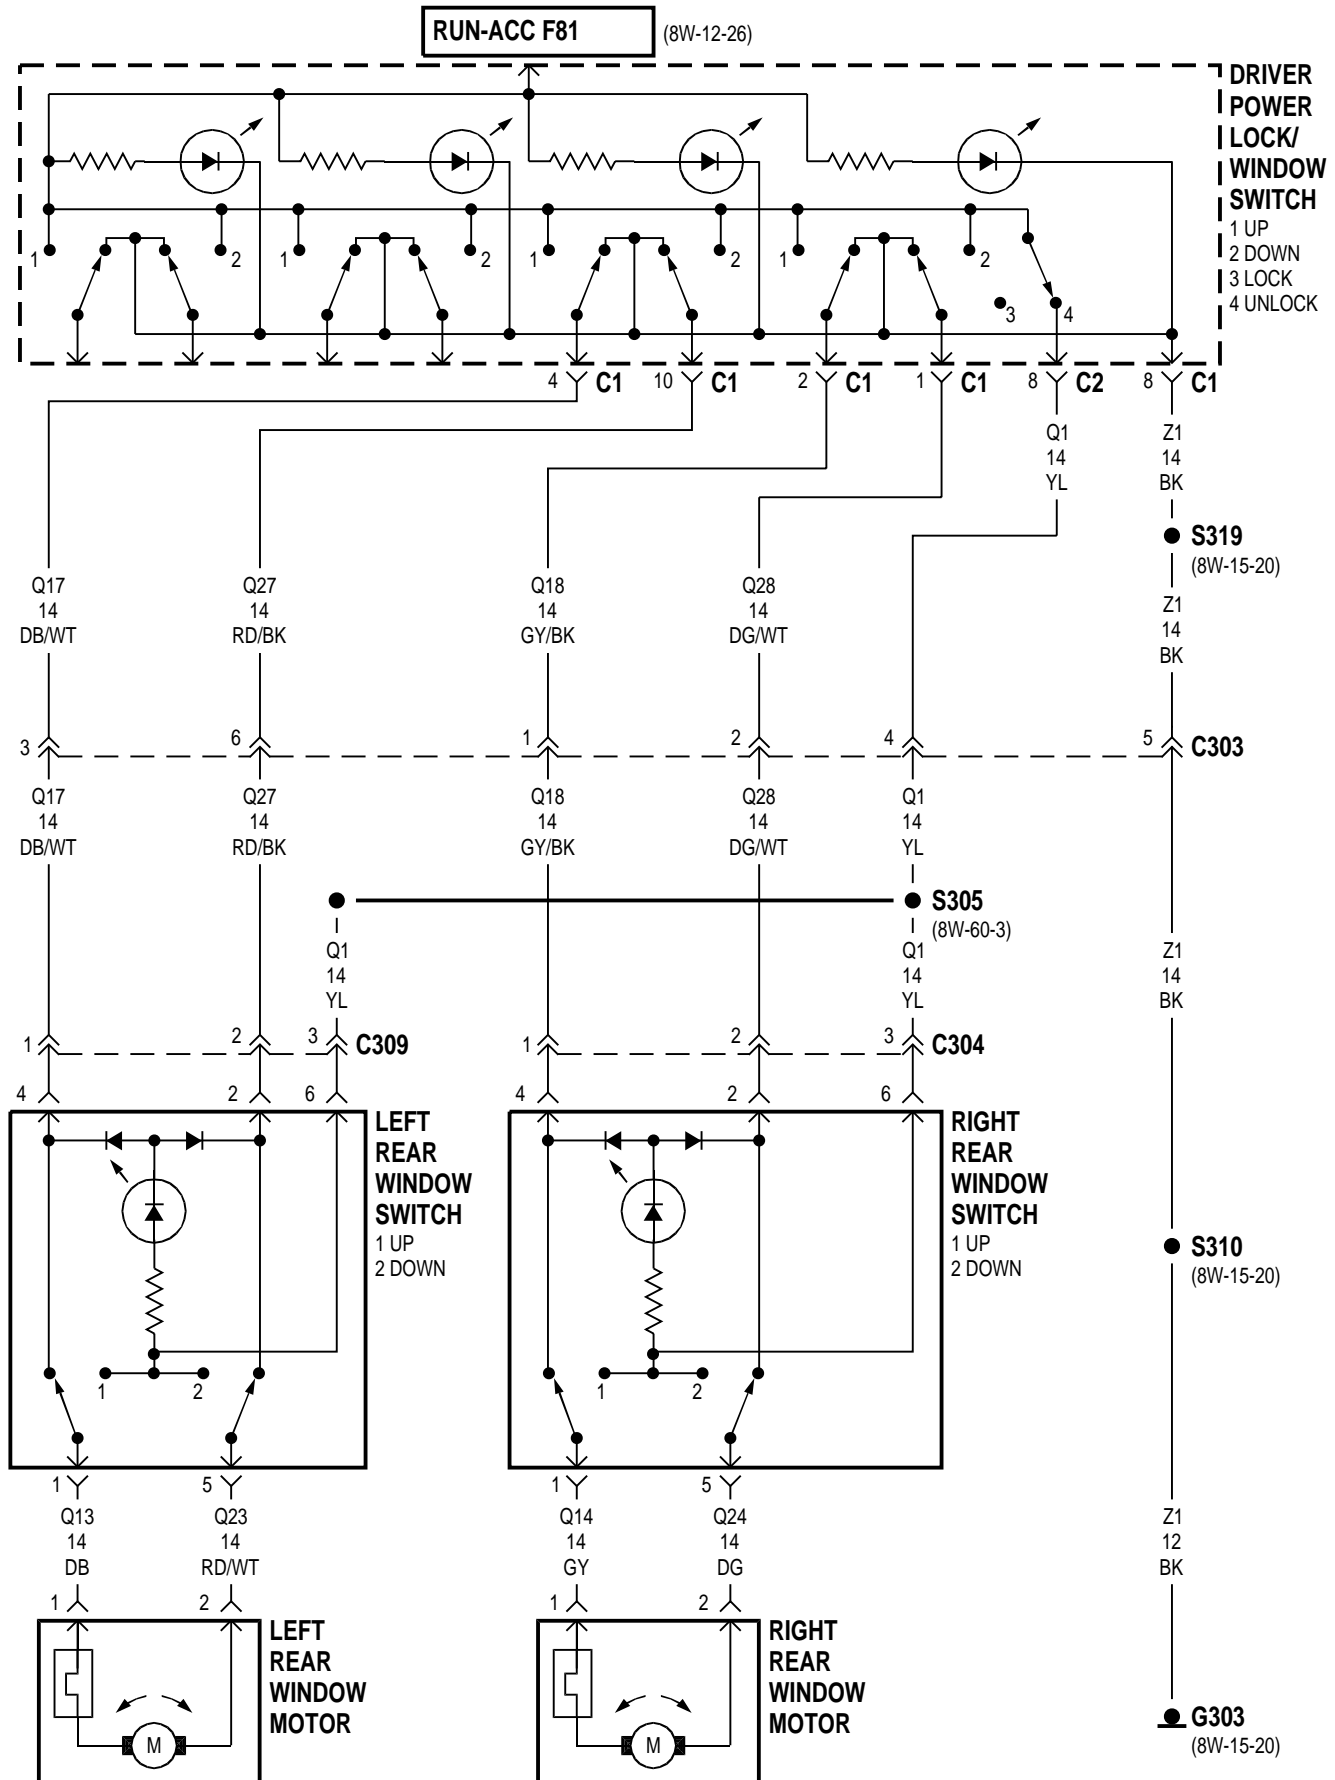 RUN-ACC F81 (8W-12-26)
DRIVER
POWER
LOCK/
WINDOW
SWITCH
1 UP
2 DOWN
3 LOCK
4 UNLOCK
1 2 1 2 1 2 1 2
3 4
4 C1 10 C1 2 C1 1 C1 8 C2 8 C1
Q1 Z1
14 14
YL BK
S319
(8W-15-20)
Q17 Q27 Q18 Q28 Z1
14 14 14 14 14
DB/WT RD/BK GY/BK DG/WT BK
3 6 1 2 4 5 C303
Q17 Q27 Q18 Q28 Q1
14 14 14 14 14
DB/WT RD/BK GY/BK DG/WT YL
S305
(8W-60-3)
Q1 Q1 Z1
14 14 14
YL YL BK
1 2 3 C309 1 2 3 C304
4 2 6 4 2 6
LEFT
REAR
WINDOW
SWITCH
1 UP
2 DOWN
RIGHT
REAR
WINDOW
SWITCH
1 UP
2 DOWN
S310
(8W-15-20)
1 2 1 2
1 5 1 5
Q13 Q23 Q14 Q24 Z1
14 14 14 14 12
DB RD/WT GY DG BK
1 2 1 2
LEFT
REAR
WINDOW
MOTOR
RIGHT
REAR
WINDOW
MOTOR
M M
G303
(8W-15-20)